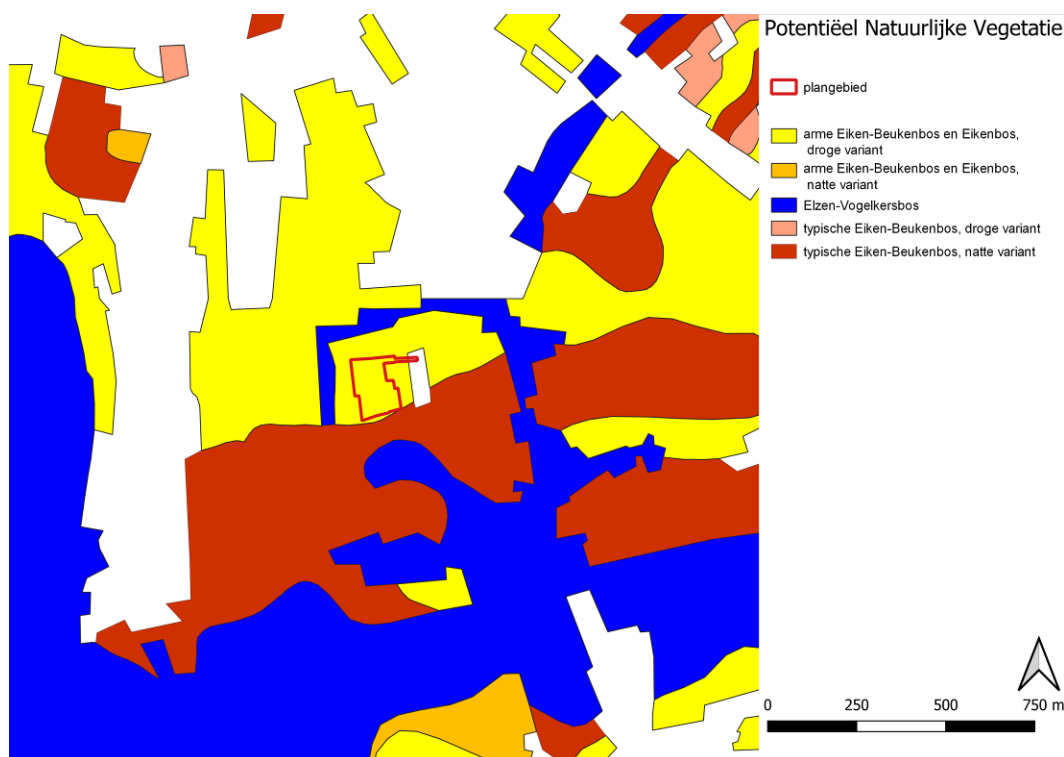 Potentiëel Natuurlijke Vegetatie
plangebied
arme Eiken-Beukenbos en Eikenbos,
droge variant
arme Eiken-Beukenbos en Eikenbos,
natte variant
Elzen-Vogelkersbos
typische Eiken-Beukenbos, droge variant
typische Eiken-Beukenbos, natte variant
0 250 500 750 m